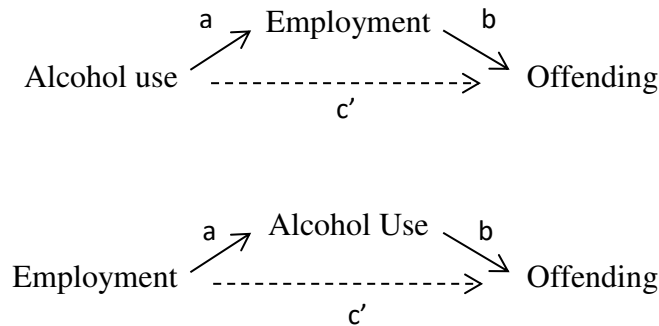 a Employment b
Alcohol use Offending
c’
a Alcohol Use b
Employment Offending
c’